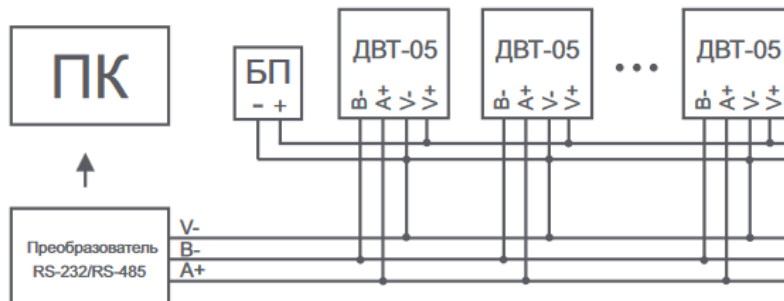 ПК
БП
- +
ДВТ-05
B- A+ V- V+
ДВТ-05
B- A+ V- V+
...
ДВТ-05
B- A+ V- V+
Преобразователь
RS-232/RS-485
V-
B-
A+